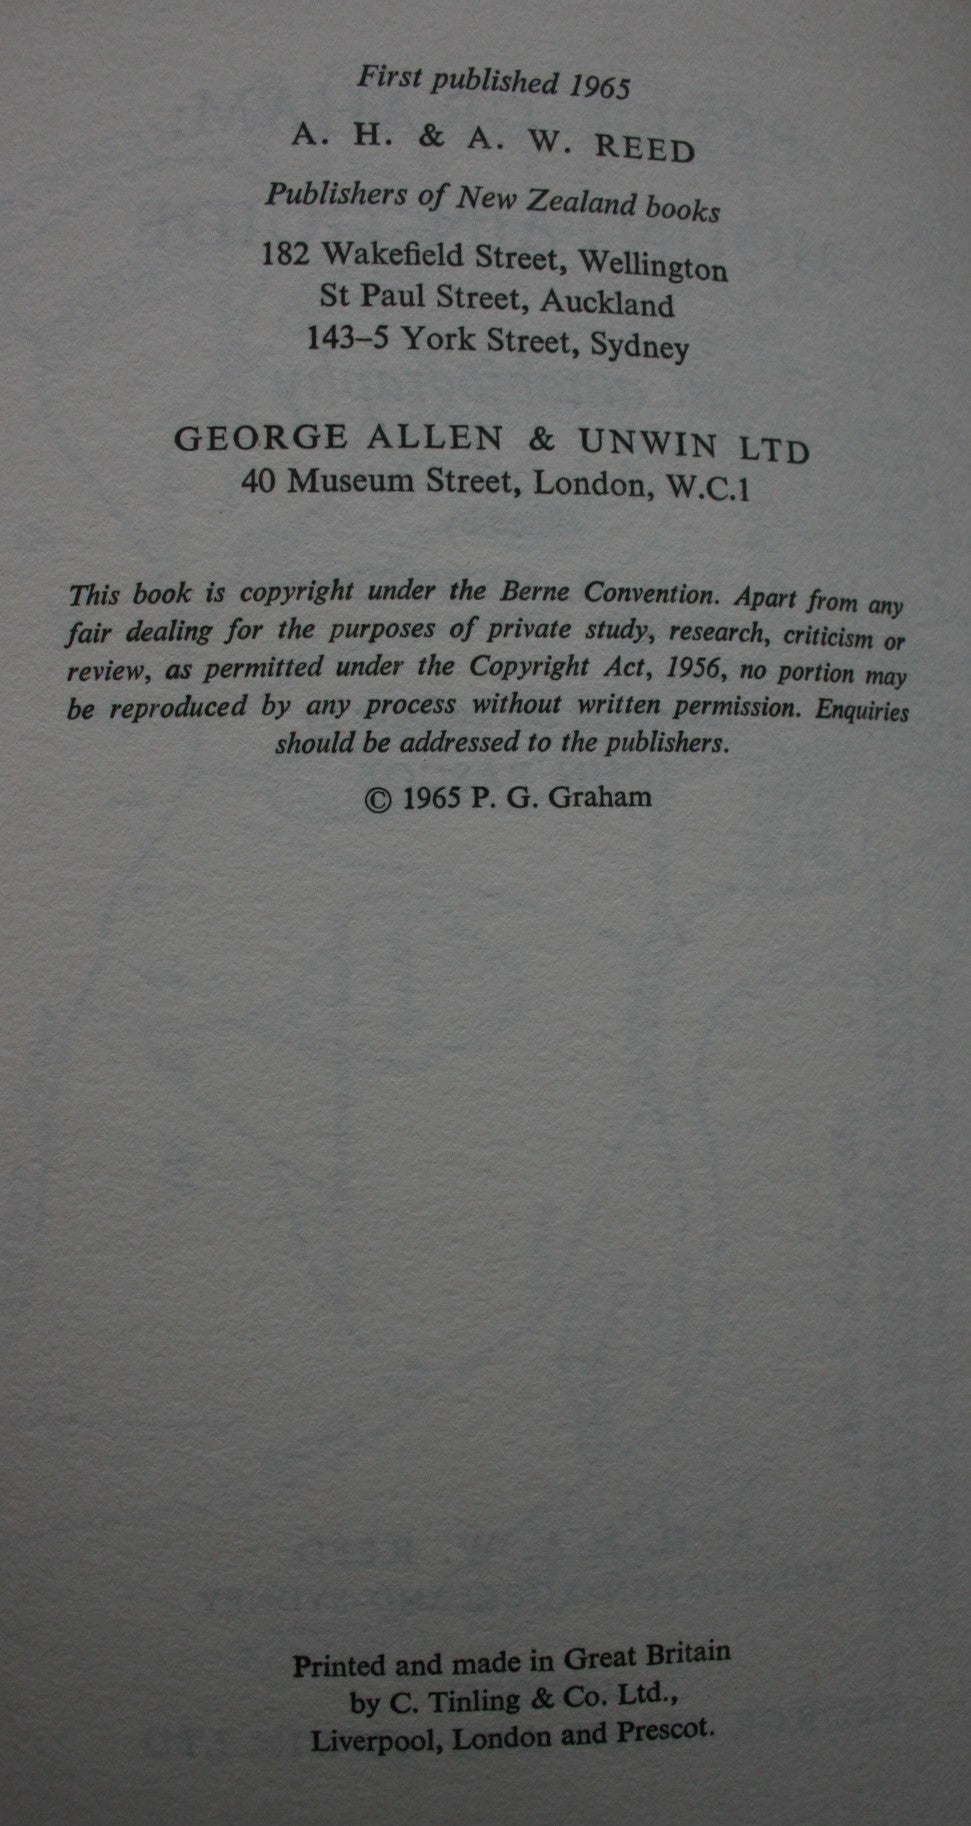 First published 1965
A. H. & A. W. REED
Publishers of New Zealand books
182 Wakefield Street, Wellington
St Paul Street, Auckland
143–5 York Street, Sydney
GEORGE ALLEN & UNWIN LTD
40 Museum Street, London, W.C.1
This book is copyright under the Berne Convention. Apart from any
fair dealing for the purposes of private study, research, criticism or
review, as permitted under the Copyright Act, 1956, no portion may
be reproduced by any process without written permission. Enquiries
should be addressed to the publishers.
© 1965 P. G. Graham
Printed and made in Great Britain
by C. Tinling & Co. Ltd.,
Liverpool, London and Prescot.